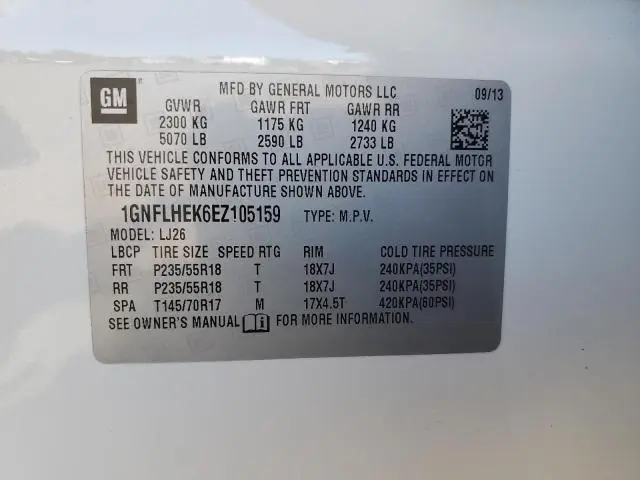 GM
MFD BY GENERAL MOTORS LLC 09/13
GVWR GAWR FRT GAWR RR
2300 KG 1175 KG 1240 KG
5070 LB 2590 LB 2733 LB
THIS VEHICLE CONFORMS TO ALL APPLICABLE U.S. FEDERAL MOTOR
VEHICLE SAFETY AND THEFT PREVENTION STANDARDS IN EFFECT ON
THE DATE OF MANUFACTURE SHOWN ABOVE.
1GNFLHEK6EZ105159 TYPE: M.P.V.
MODEL: LJ26
LBCP TIRE SIZE SPEED RTG RIM COLD TIRE PRESSURE
FRT P235/55R18 T 18X7J 240KPA(35PSI)
RR P235/55R18 T 18X7J 240KPA(35PSI)
SPA T145/70R17 M 17X4.5T 420KPA(60PSI)
SEE OWNER'S MANUAL FOR MORE INFORMATION.